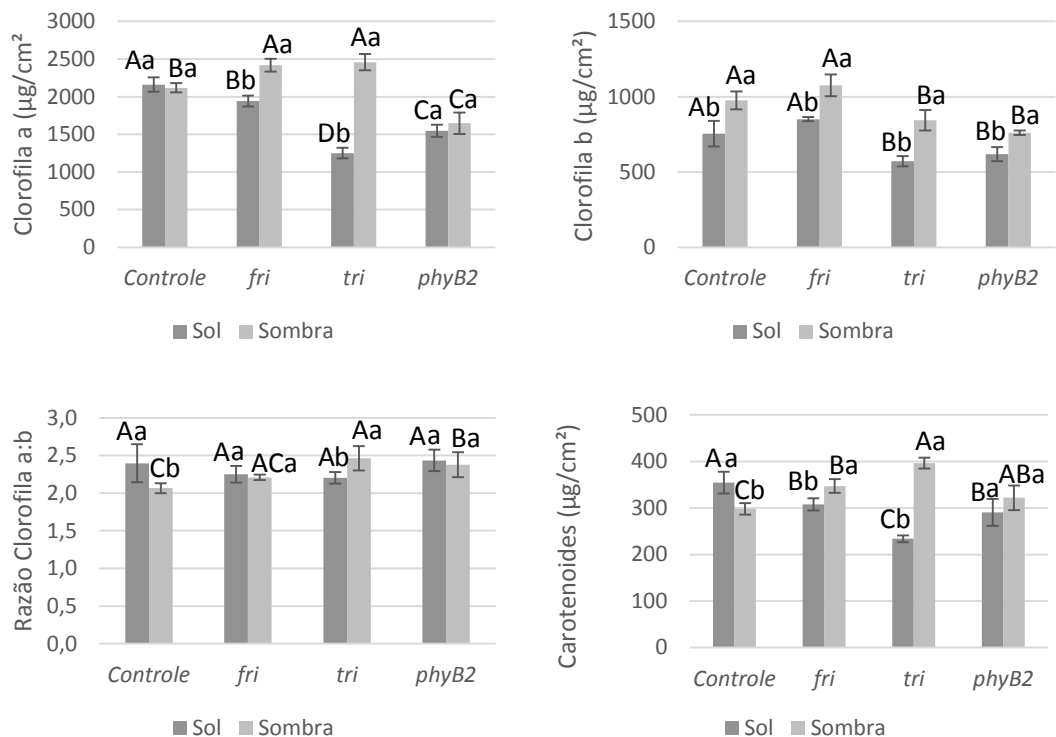 Clorofila a (µg/cm²)
3000
2500
2000
1500
1000
500
0
Aa Ba Bb Aa Db Aa Ca Ca
Controle fri tri phyB2
Sol Sombra
Clorofila b (µg/cm²)
1500
1000
500
0
Ab Aa Ab Aa Bb Ba Bb Ba
Controle fri tri phyB2
Sol Sombra
Razão Clorofila a:b
3,0
2,5
2,0
1,5
1,0
0,5
0,0
Aa Cb Aa ACa Ab Aa Aa Ba
Controle fri tri phyB2
Sol Sombra
Carotenoides (µg/cm²)
500
400
300
200
100
0
Aa Cb Bb Ba Cb Aa Ba ABa
Controle fri tri phyB2
Sol Sombra